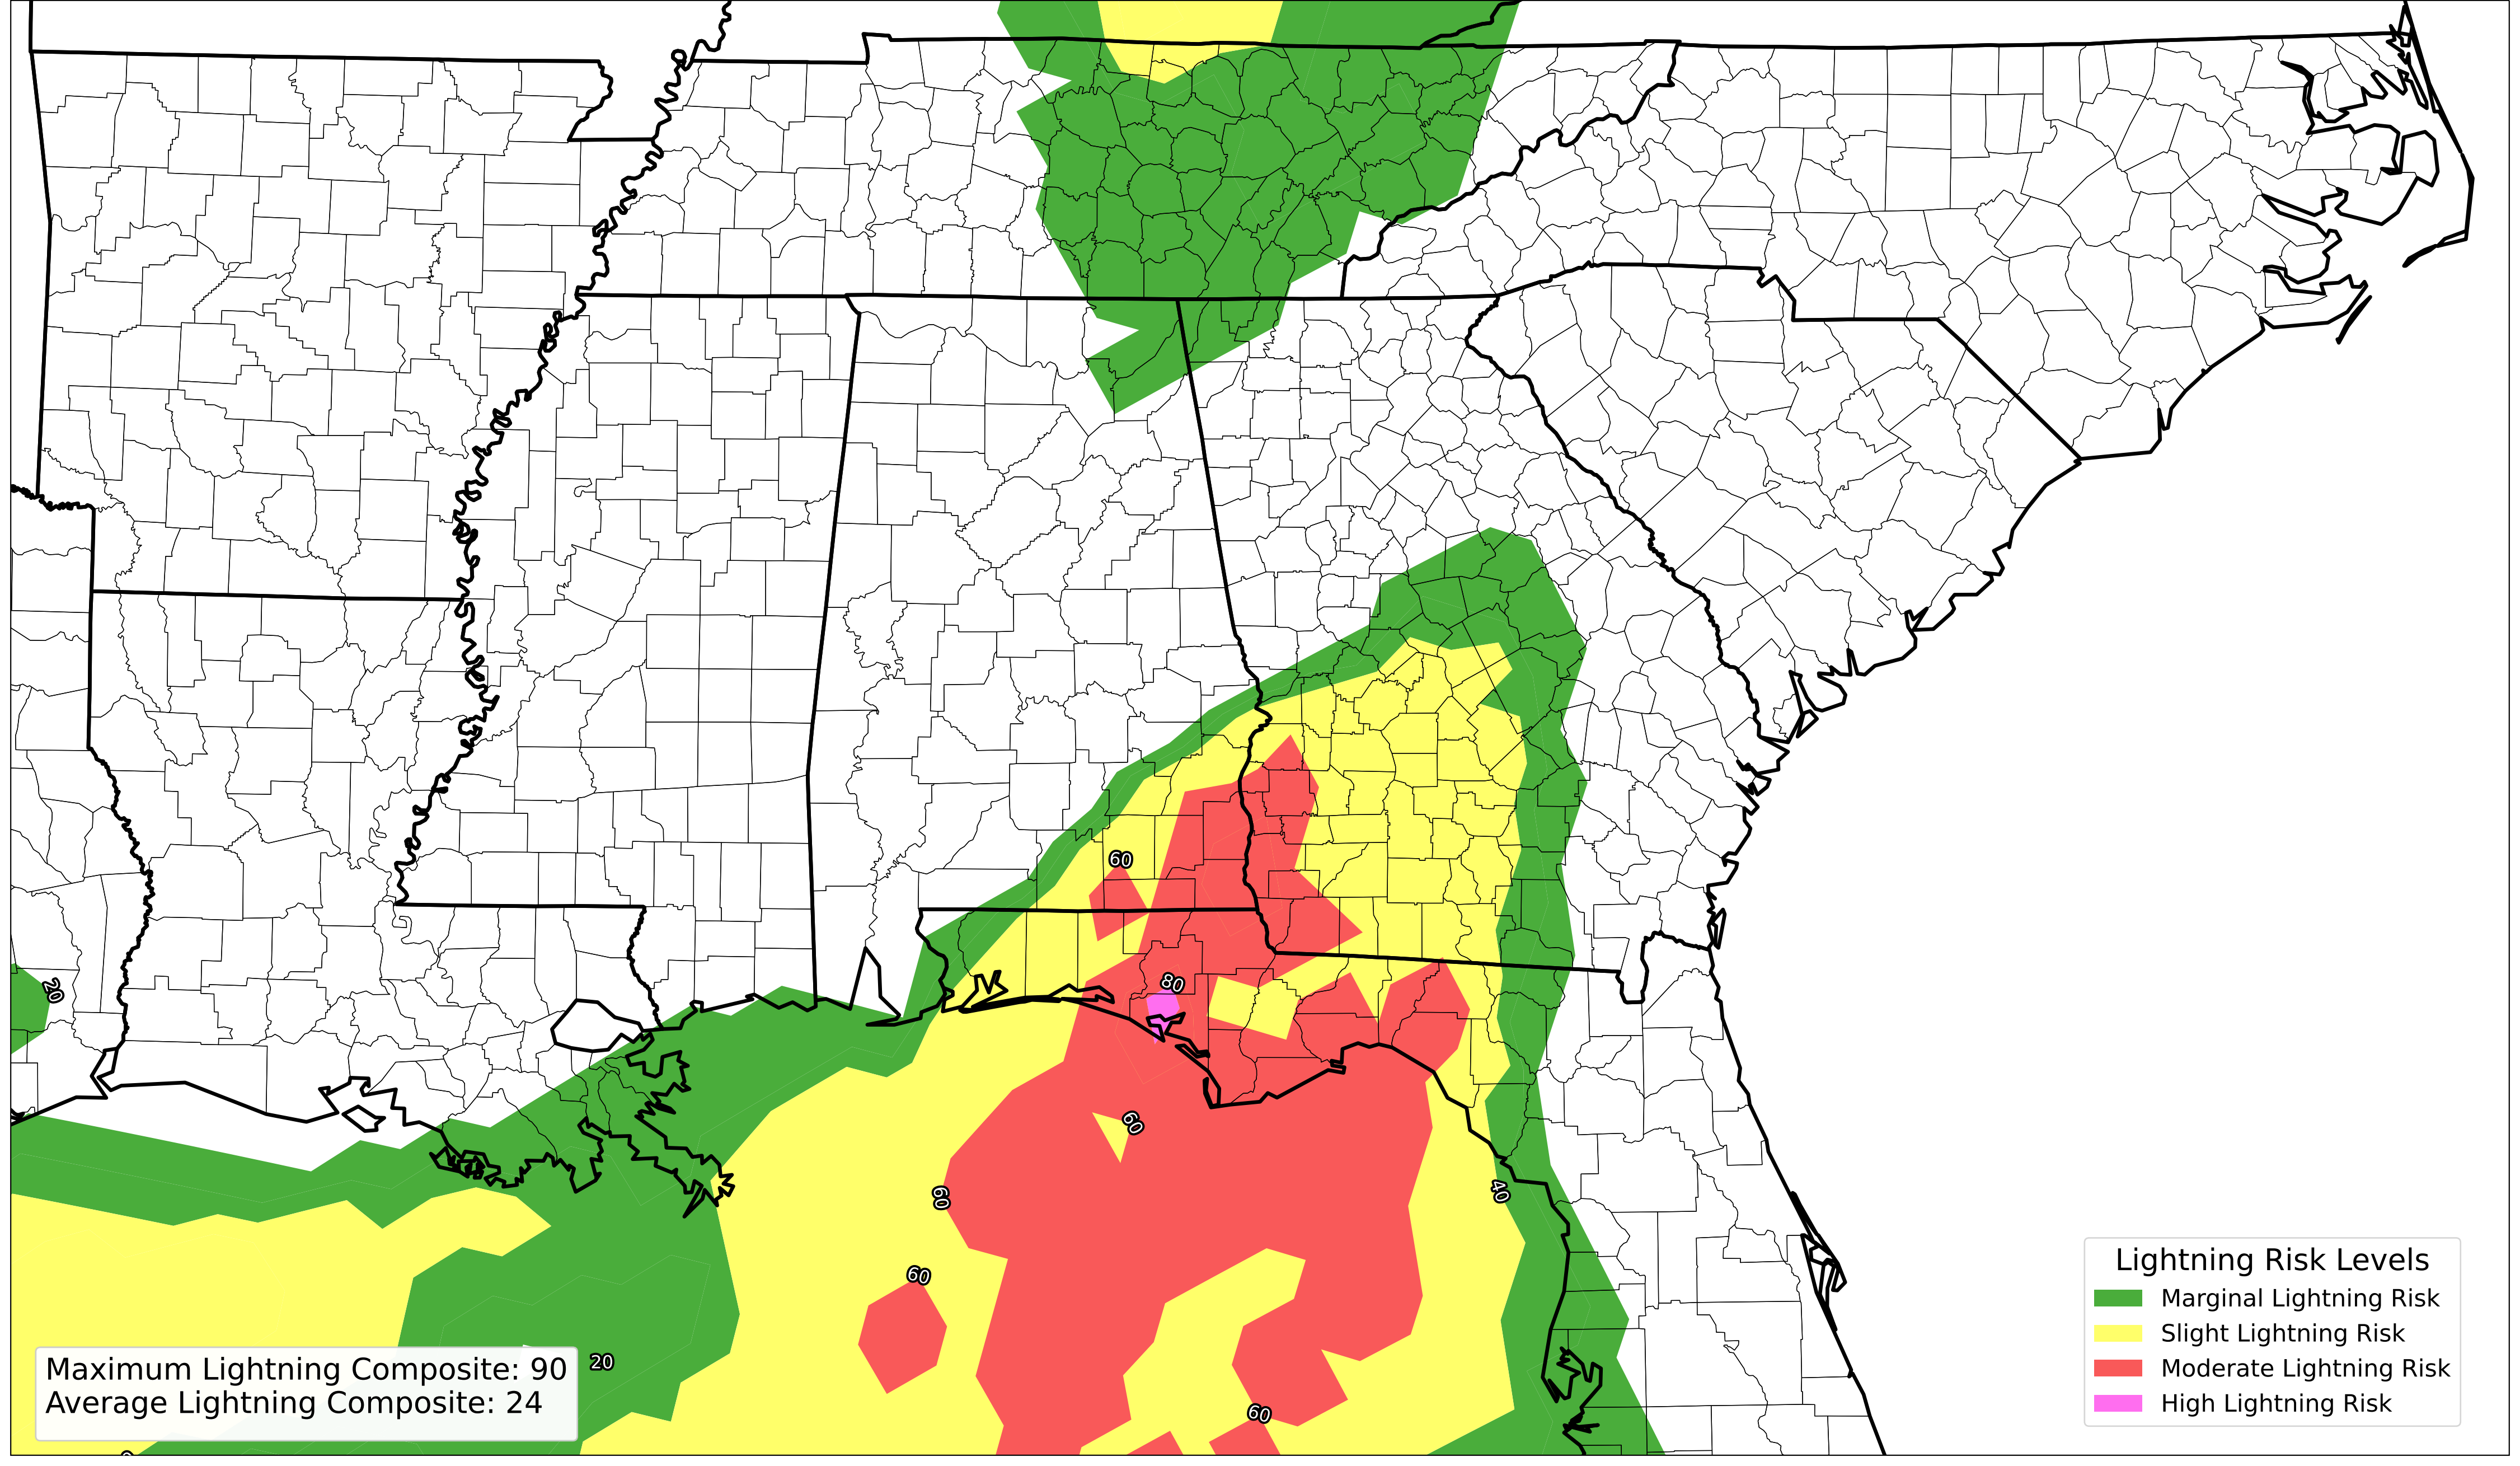 60
80
20
60
60
40
60
20
60
Maximum Lightning Composite: 90
Average Lightning Composite: 24
Lightning Risk Levels
Marginal Lightning Risk
Slight Lightning Risk
Moderate Lightning Risk
High Lightning Risk